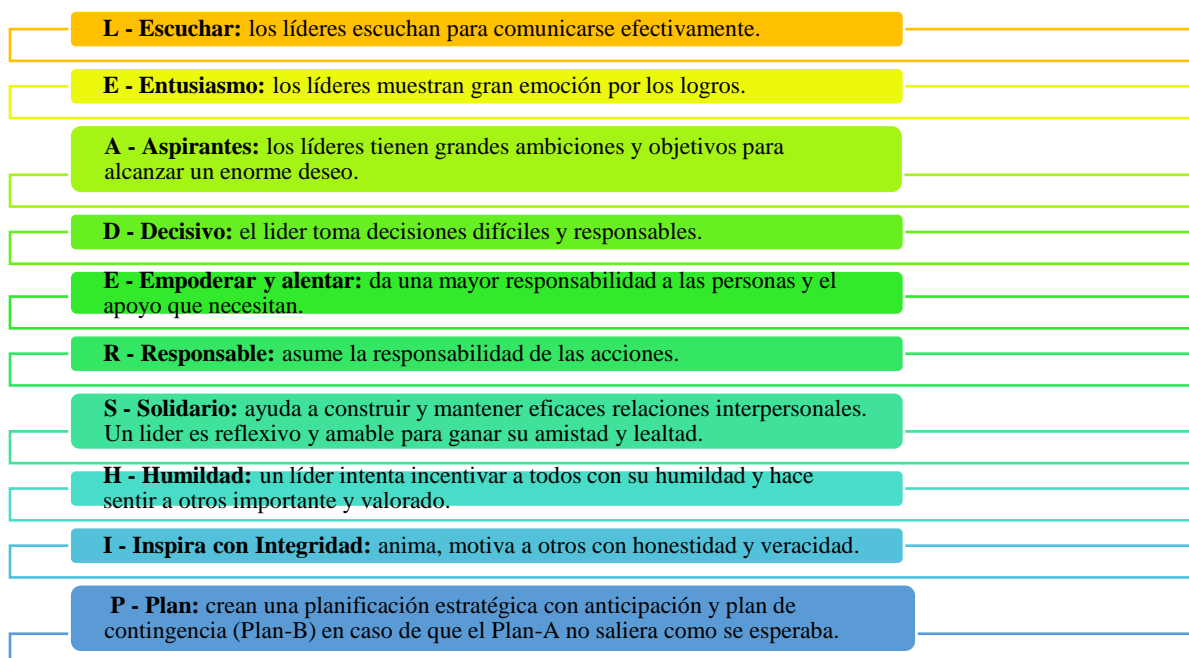 L - Escuchar: los líderes escuchan para comunicarse efectivamente.
E - Entusiasmo: los líderes muestran gran emoción por los logros.
A - Aspirantes: los líderes tienen grandes ambiciones y objetivos para
alcanzar un enorme deseo.
D - Decisivo: el lider toma decisiones difíciles y responsables.
E - Empoderar y alentar: da una mayor responsabilidad a las personas y el
apoyo que necesitan.
R - Responsable: asume la responsabilidad de las acciones.
S - Solidario: ayuda a construir y mantener eficaces relaciones interpersonales.
Un lider es reflexivo y amable para ganar su amistad y lealtad.
H - Humildad: un líder intenta incentivar a todos con su humildad y hace
sentir a otros importante y valorado.
I - Inspira con Integridad: anima, motiva a otros con honestidad y veracidad.
P - Plan: crean una planificación estratégica con anticipación y plan de
contingencia (Plan-B) en caso de que el Plan-A no saliera como se esperaba.